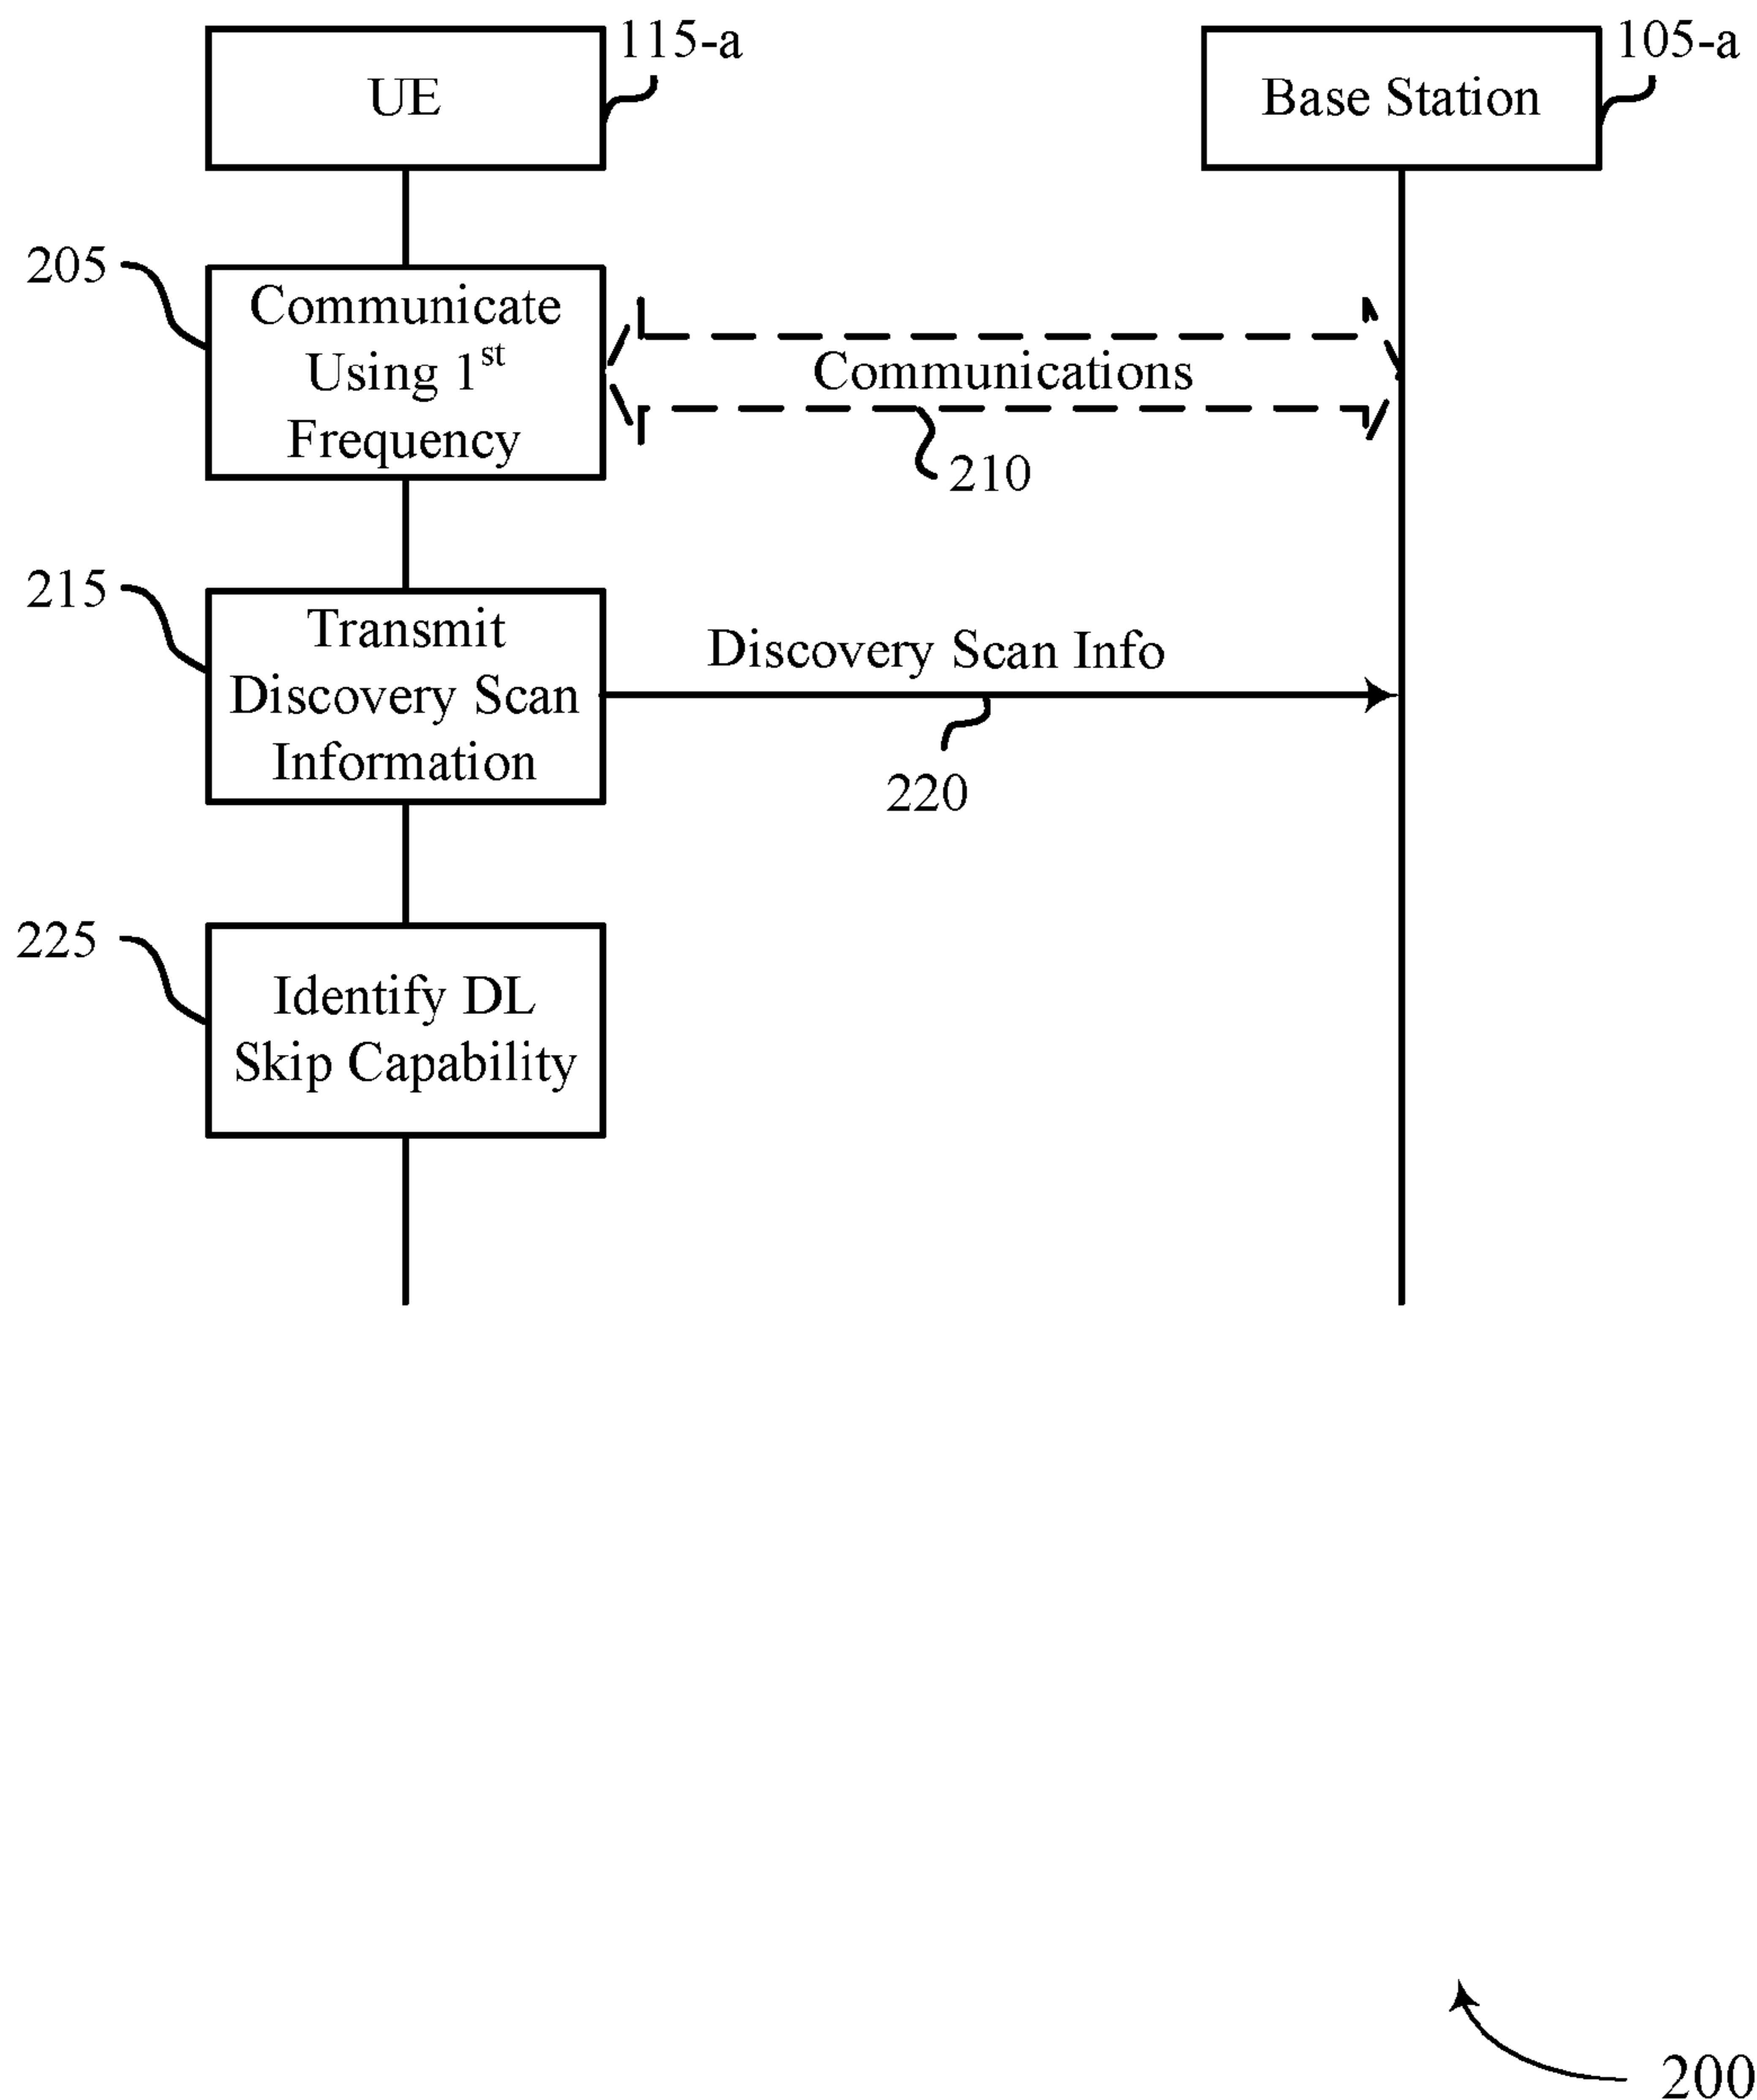 UE
115-a
Base Station
105-a
205
Communicate
Using 1st
Frequency
Communications
210
215
Transmit
Discovery Scan
Information
Discovery Scan Info
220
225
Identify DL
Skip Capability
200